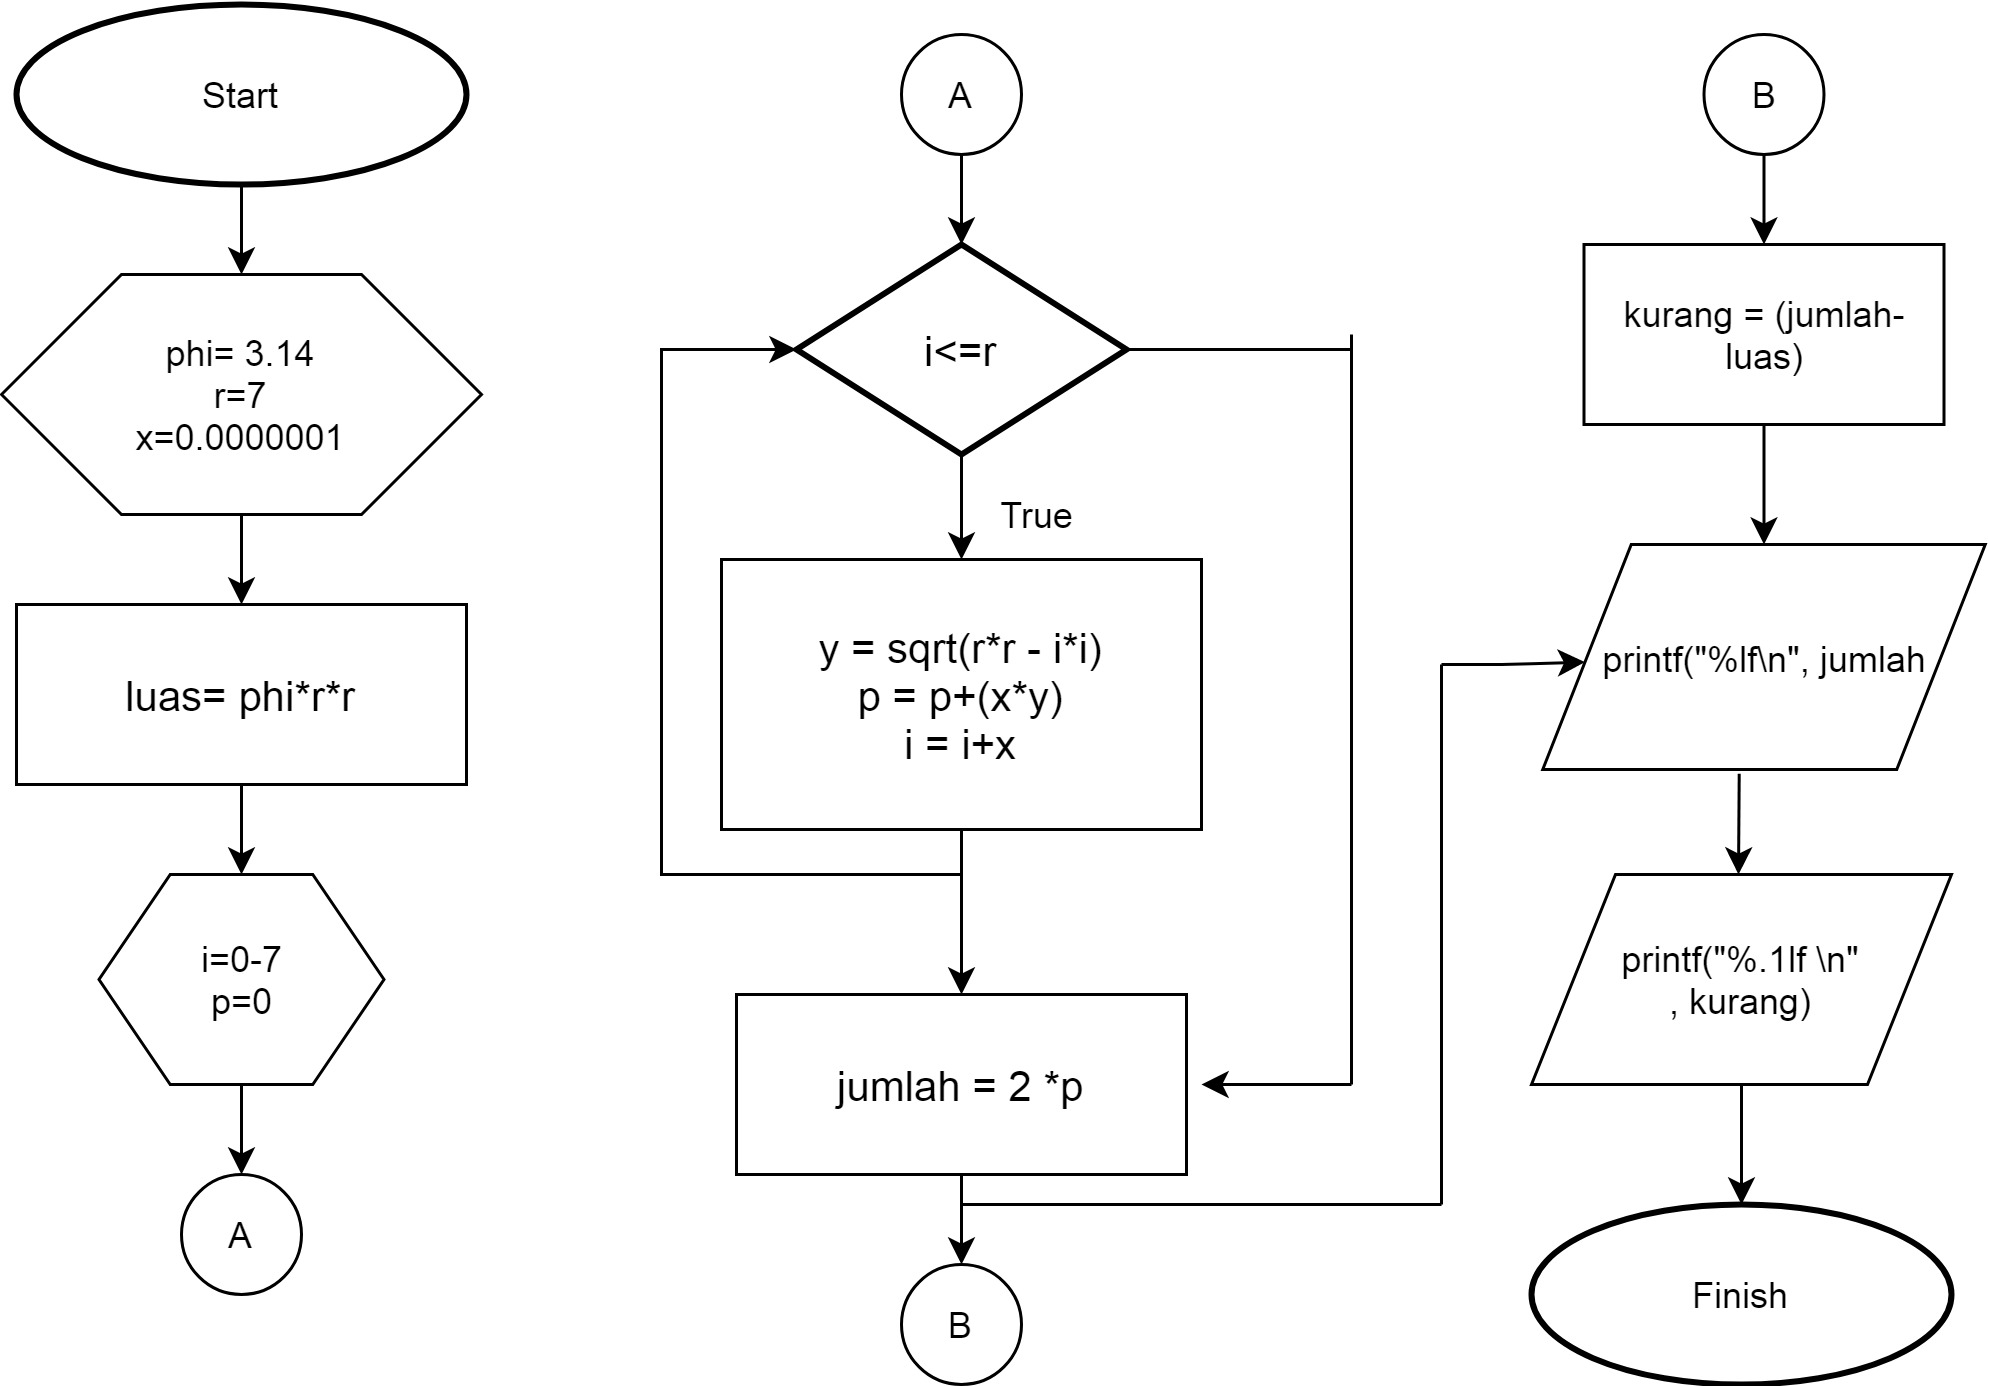 Start
phi= 3.14
r=7
x=0.0000001
luas= phi*r*r
i=0-7
p=0
A
A
i<=r
True
y = sqrt(r*r - i*i)
p = p+(x*y)
i = i+x
jumlah = 2 *p
B
B
kurang = (jumlah-
luas)
printf("%lf\n", jumlah
printf("%.1lf \n"
, kurang)
Finish